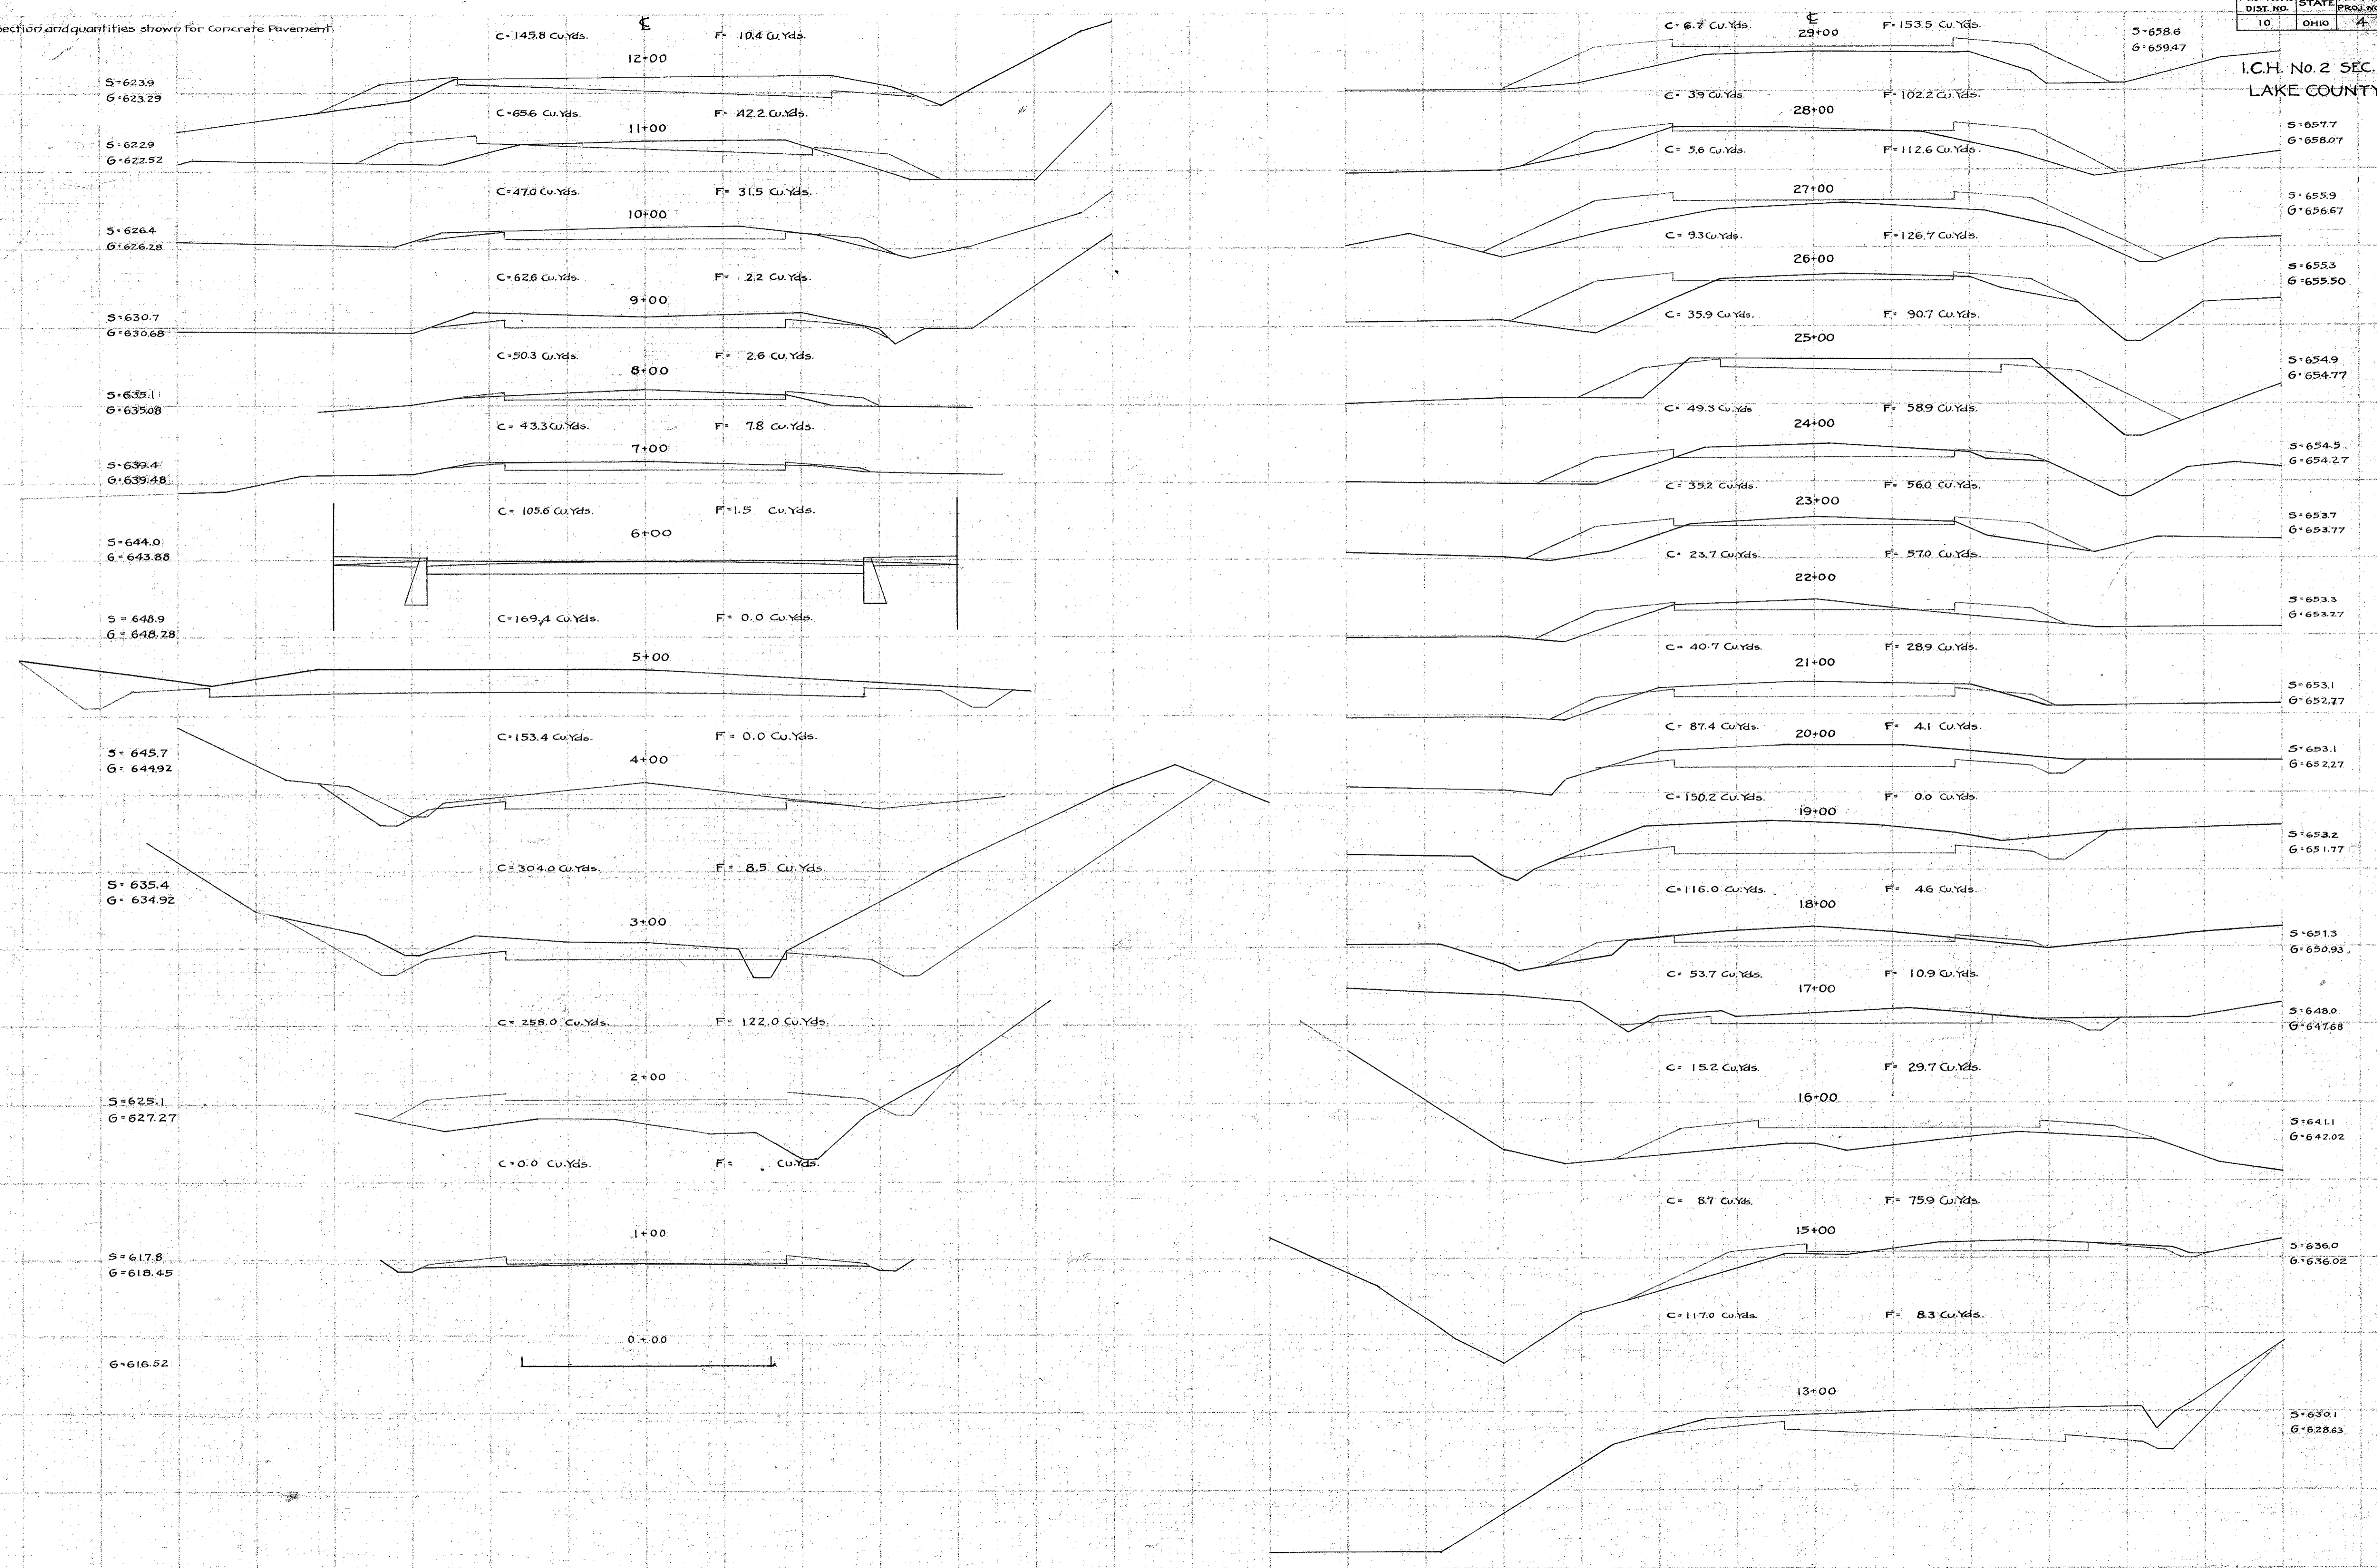 ection and quantities shown for Concrete Pavement.
℄
C=145.8 Cu.Yds. F= 10.4 Cu.Yds.
12+00
S=623.9
G=623.29
C=65.6 Cu.Yds. F= 42.2 Cu.Yds.
11+00
S=622.9
G=622.52
C=47.0 Cu.Yds. F= 31.5 Cu.Yds.
10+00
S=626.4
G=626.28
C=62.6 Cu.Yds. F= 2.2 Cu.Yds.
9+00
S=630.7
G=630.68
C=50.3 Cu.Yds. F= 2.6 Cu.Yds.
8+00
S=635.1
G=635.08
C= 43.3 Cu.Yds. F= 7.8 Cu.Yds.
7+00
S=639.4
G=639.48
C= 105.6 Cu.Yds. F=1.5 Cu.Yds.
6+00
S=644.0
G=643.88
C=169.4 Cu.Yds. F= 0.0 Cu.Yds.
S=648.9
G=648.28
5+00
C=153.4 Cu.Yds. F= 0.0 Cu.Yds.
4+00
S= 645.7
G= 644.92
C=304.0 Cu.Yds. F= 8.5 Cu.Yds.
S= 635.4
G= 634.92
3+00
C= 258.0 Cu.Yds. F= 122.0 Cu.Yds.
2+00
S=625.1
G=627.27
C=0.0 Cu.Yds. F= Cu.Yds.
1+00
S=617.8
G=618.45
0+00
G=616.52
DIST. NO. STATE PROJ. NO
10 OHIO 4
I.C.H. No. 2 SEC.
LAKE COUNTY
℄
C= 6.7 Cu.Yds. F=153.5 Cu.Yds.
29+00
S=658.6
G=659.47
C= 3.9 Cu.Yds. F=102.2 Cu.Yds.
28+00
S=657.7
G=658.07
C= 5.6 Cu.Yds. F=112.6 Cu.Yds.
27+00
S=655.9
G=656.67
C= 9.3 Cu.Yds. F=126.7 Cu.Yds.
26+00
S=655.3
G=655.50
C= 35.9 Cu.Yds. F= 90.7 Cu.Yds.
25+00
S=654.9
G=654.77
C= 49.3 Cu.Yds F= 58.9 Cu.Yds.
24+00
S=654.5
G=654.27
C= 35.2 Cu.Yds. F= 56.0 Cu.Yds.
23+00
S=653.7
G=653.77
C= 23.7 Cu.Yds. F= 57.0 Cu.Yds.
22+00
S=653.3
G=653.27
C= 40.7 Cu.Yds. F= 28.9 Cu.Yds.
21+00
S=653.1
G=652.77
C= 87.4 Cu.Yds. F= 4.1 Cu.Yds.
20+00
S=653.1
G=652.27
C=150.2 Cu.Yds. F= 0.0 Cu.Yds.
19+00
S=653.2
G=651.77
C=116.0 Cu.Yds. F= 4.6 Cu.Yds.
18+00
S=651.3
G=650.93
C= 53.7 Cu.Yds. F= 10.9 Cu.Yds.
17+00
S=648.0
G=647.68
C= 15.2 Cu.Yds. F= 29.7 Cu.Yds.
16+00
S=641.1
G=642.02
C= 8.7 Cu.Yds. F= 75.9 Cu.Yds.
15+00
S=636.0
G=636.02
C=117.0 Cu.Yds. F= 8.3 Cu.Yds.
13+00
S=630.1
G=628.63